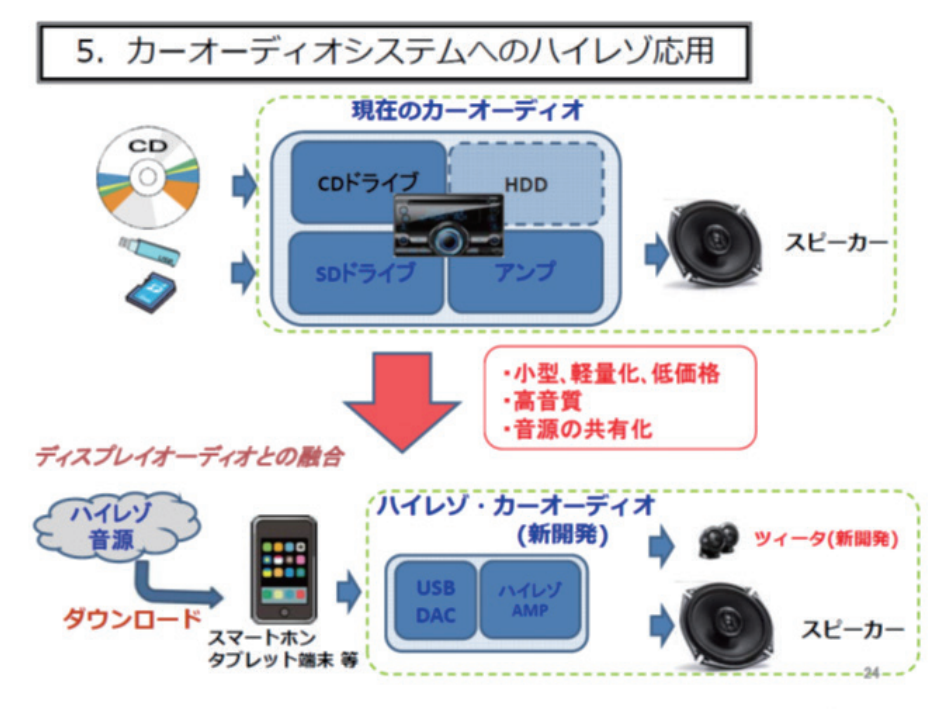 5. カーオーディオシステムへのハイレゾ応用
現在のカーオーディオ
CD
CDドライブ
HDD
SDドライブ
アンプ
スピーカー
・小型、軽量化、低価格
・高音質
・音源の共有化
ディスプレイオーディオとの融合
ハイレゾ
音源
ダウンロード
スマートホン
タブレット端末 等
ハイレゾ・カーオーディオ
(新開発)
USB
DAC
ハイレゾ
AMP
ツィータ(新開発)
スピーカー
24